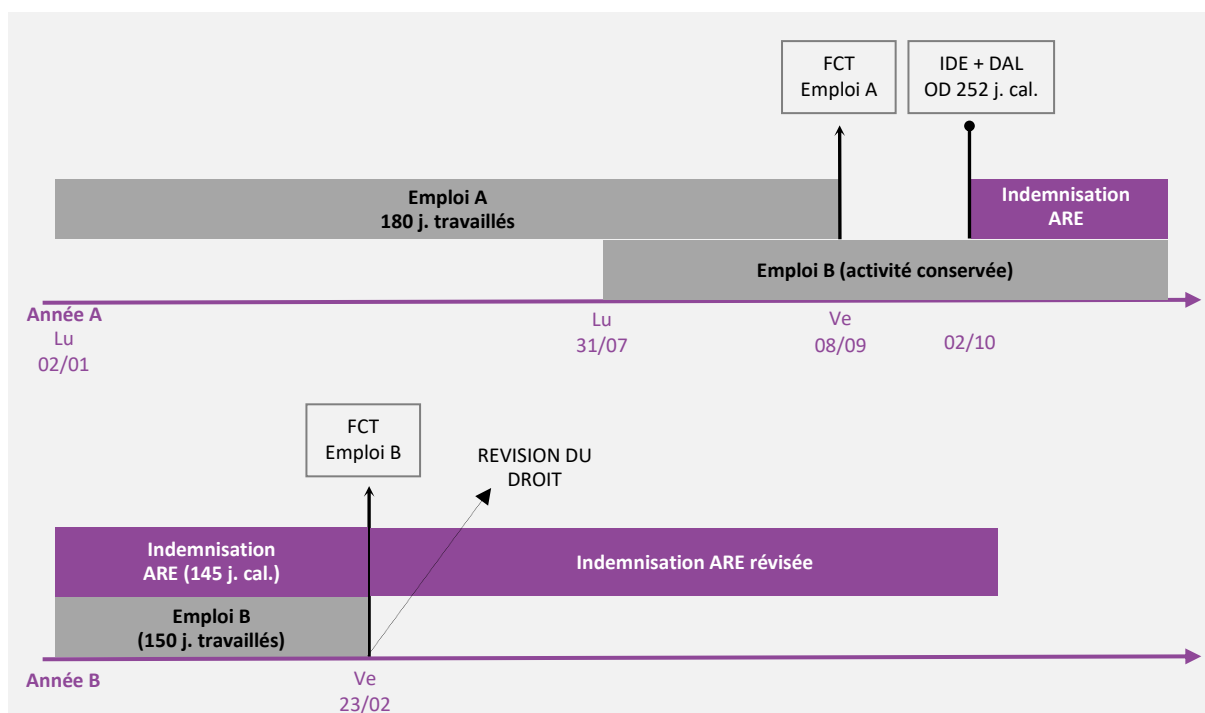 FCT
Emploi A
IDE + DAL
OD 252 j. cal.
Emploi A
180 j. travaillés
Indemnisation
ARE
Emploi B (activité conservée)
Année A
Lu
02/01
Lu
31/07
Ve
08/09
02/10
FCT
Emploi B
REVISION DU
DROIT
Indemnisation
ARE (145 j. cal.)
Indemnisation ARE révisée
Emploi B
(150 j. travaillés)
Année B
Ve
23/02